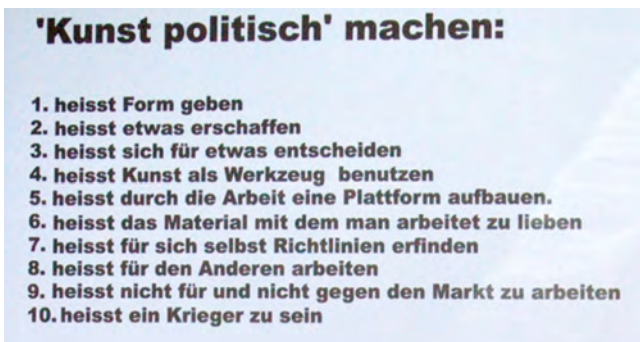 'Kunst politisch' machen:
1. heisst Form geben
2. heisst etwas erschaffen
3. heisst sich für etwas entscheiden
4. heisst Kunst als Werkzeug benutzen
5. heisst durch die Arbeit eine Plattform aufbauen.
6. heisst das Material mit dem man arbeitet zu lieben
7. heisst für sich selbst Richtlinien erfinden
8. heisst für den Anderen arbeiten
9. heisst nicht für und nicht gegen den Markt zu arbeiten
10. heisst ein Krieger zu sein